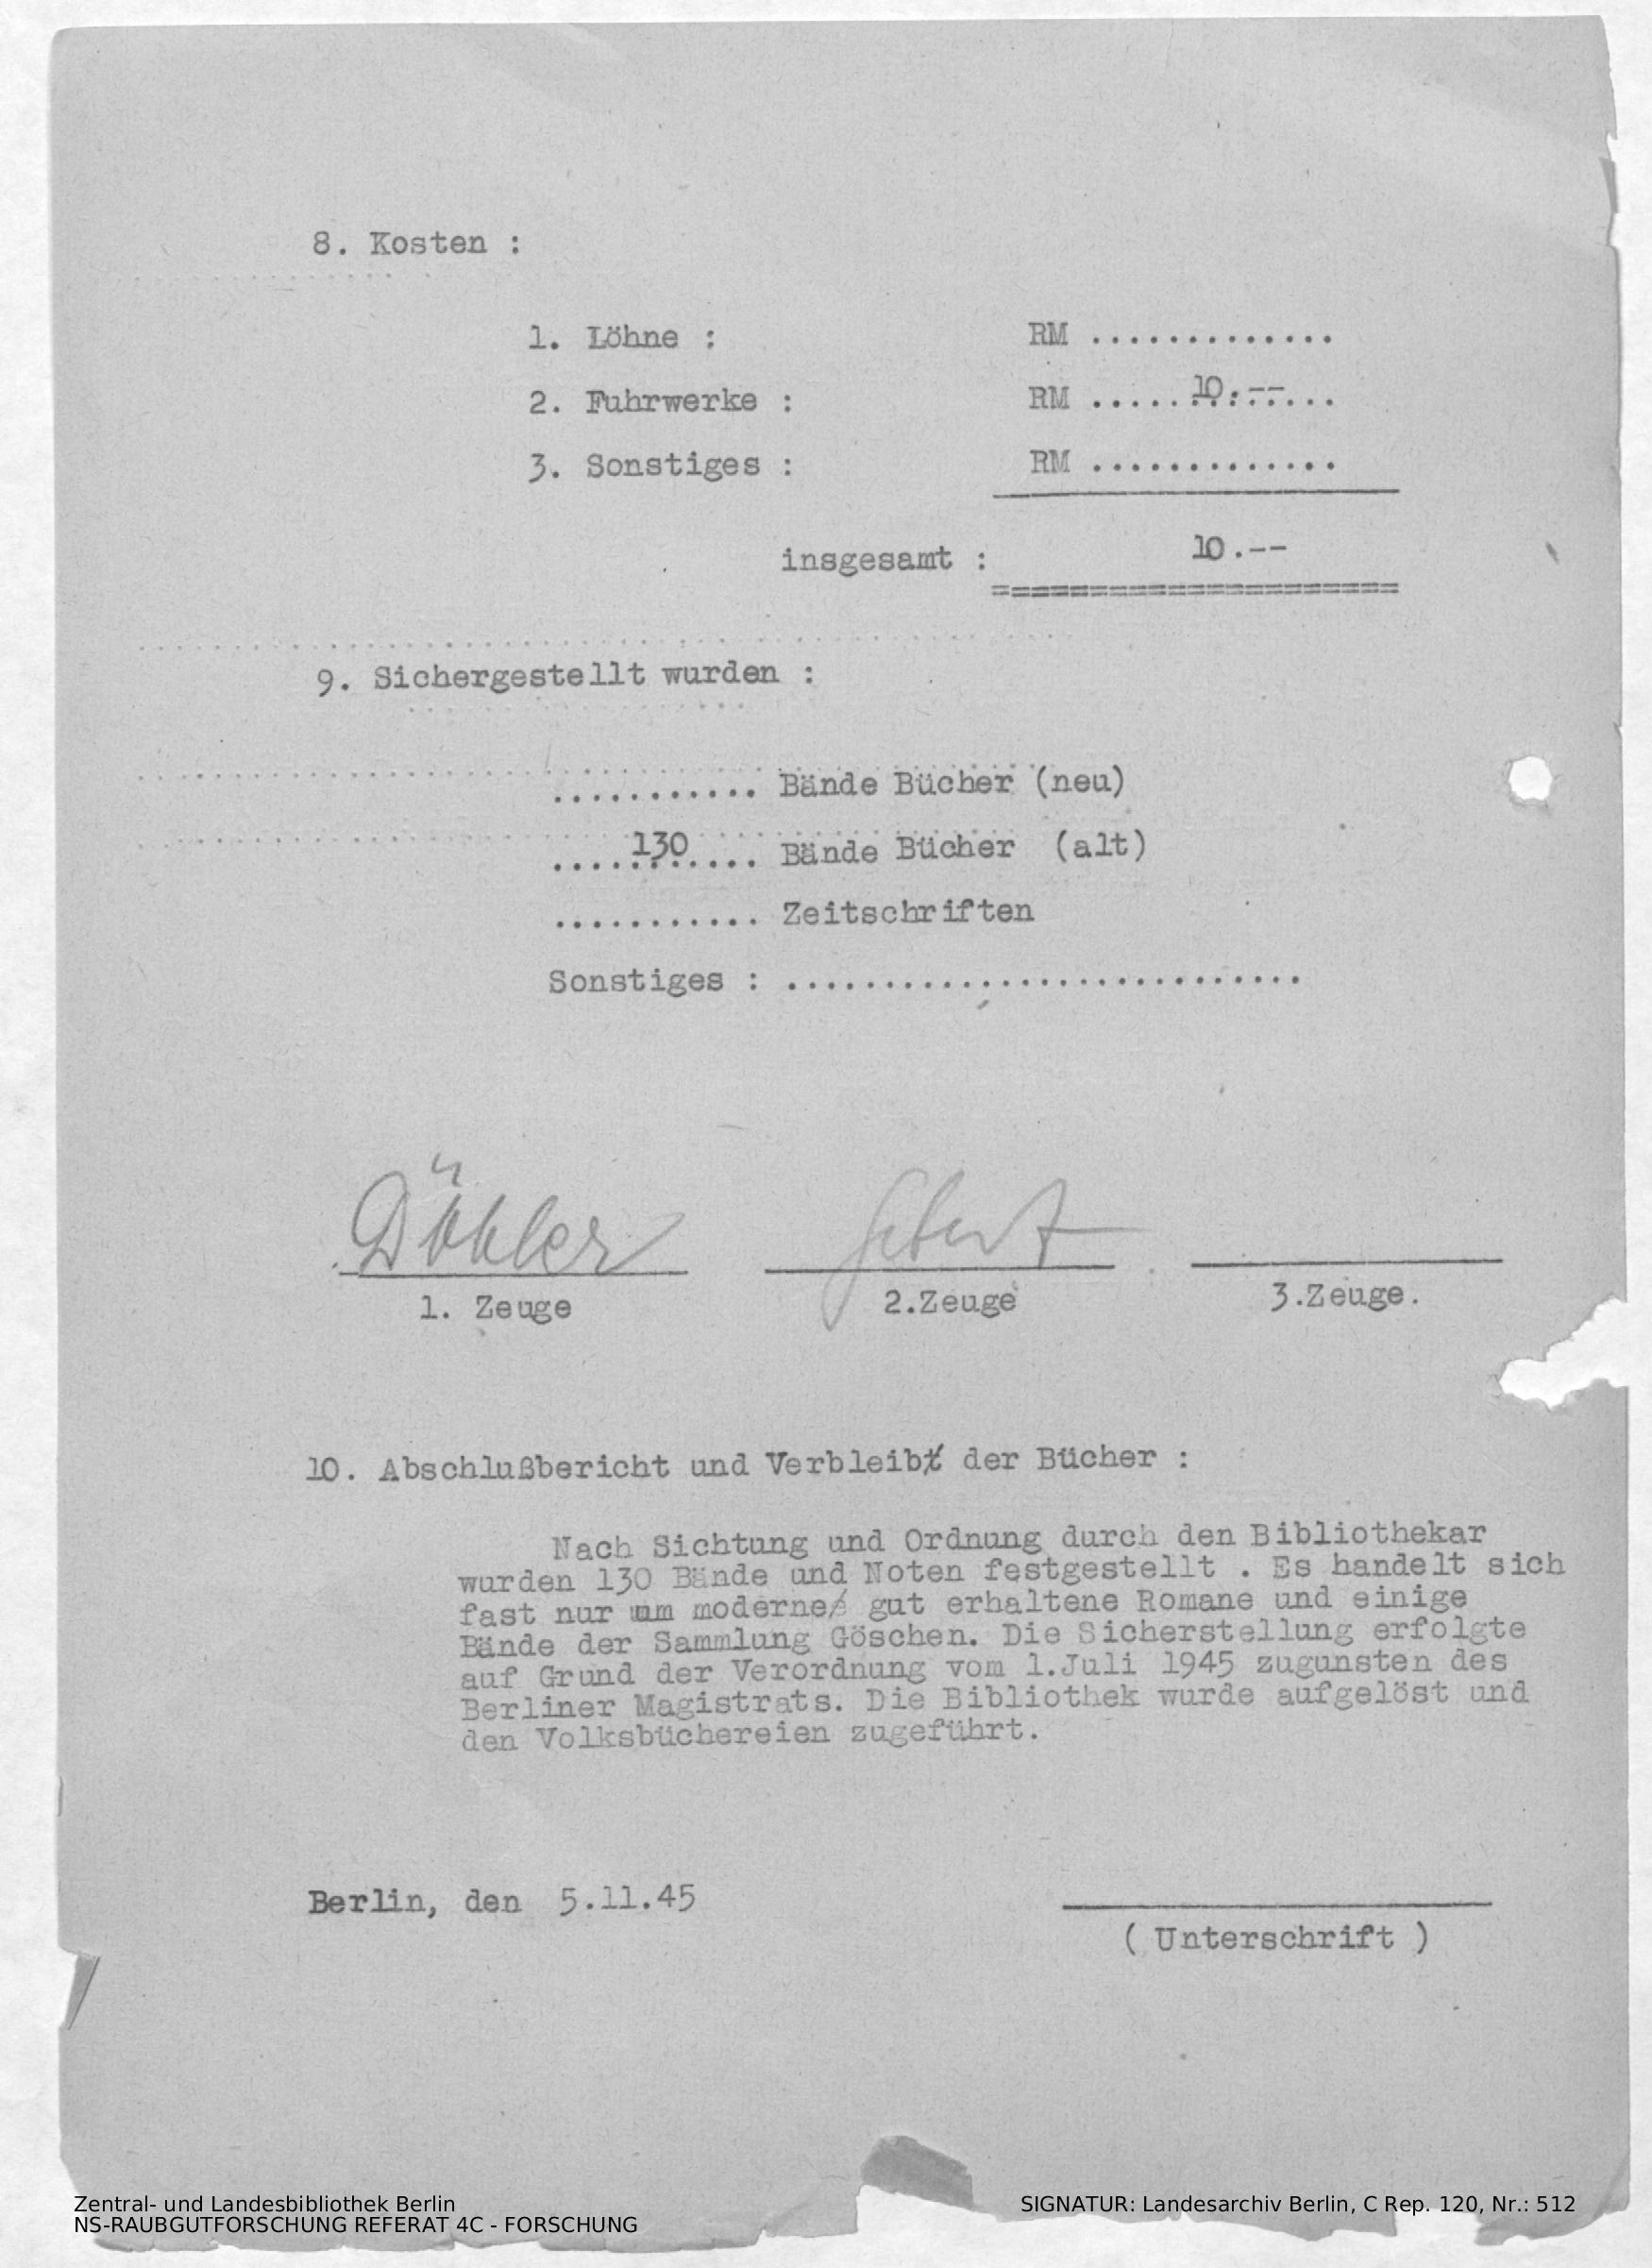 8. Kosten :
1. Löhne : RM .............
2. Fuhrwerke : RM ..... 10.-- .....
3. Sonstiges : RM .............
insgesamt : 10.--
=====================
9. Sichergestellt wurden :
........... Bände Bücher (neu)
.... 130 .... Bände Bücher (alt)
........... Zeitschriften
Sonstiges : ...........................
Döhler
1. Zeuge 2.Zeuge 3.Zeuge.
10. Abschlußbericht und Verbleib der Bücher :
Nach Sichtung und Ordnung durch den Bibliothekar
wurden 130 Bände und Noten festgestellt . Es handelt sich
fast nur um moderne gut erhaltene Romane und einige
Bände der Sammlung Göschen. Die Sicherstellung erfolgte
auf Grund der Verordnung vom 1.Juli 1945 zugunsten des
Berliner Magistrats. Die Bibliothek wurde aufgelöst und
den Volksbüchereien zugeführt.
Berlin, den 5.11.45
( Unterschrift )
Zentral- und Landesbibliothek Berlin
NS-RAUBGUTFORSCHUNG REFERAT 4C - FORSCHUNG
SIGNATUR: Landesarchiv Berlin, C Rep. 120, Nr.: 512